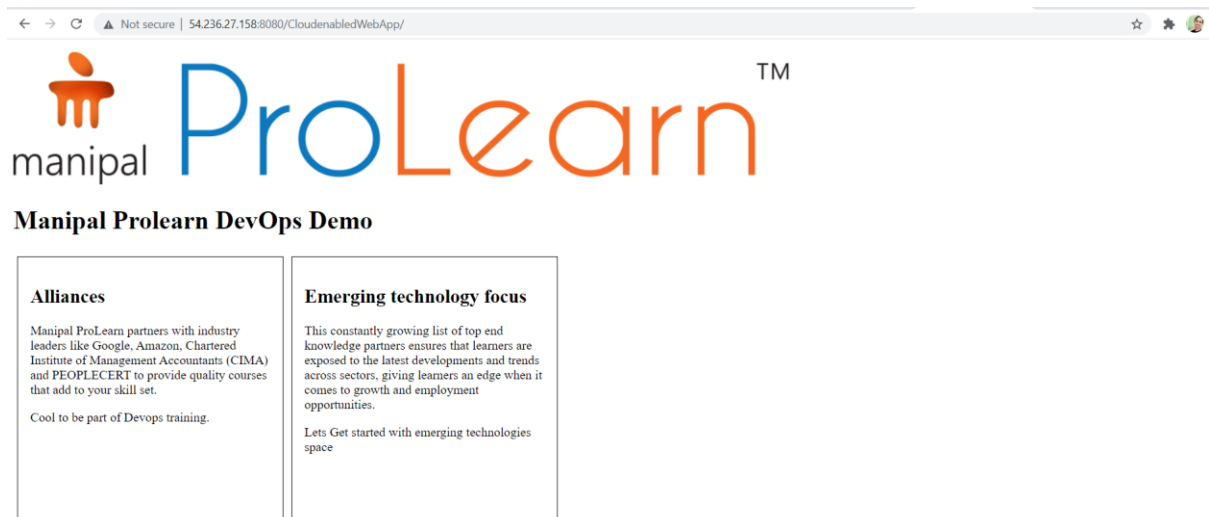 Not secure | 54.236.27.158:8080/CloudenabledWebApp/
manipal ProLearn TM
Manipal Prolearn DevOps Demo
Alliances
Manipal ProLearn partners with industry
leaders like Google, Amazon, Chartered
Institute of Management Accountants (CIMA)
and PEOPLECERT to provide quality courses
that add to your skill set.
Cool to be part of Devops training.
Emerging technology focus
This constantly growing list of top end
knowledge partners ensures that learners are
exposed to the latest developments and trends
across sectors, giving learners an edge when it
comes to growth and employment
opportunities.
Lets Get started with emerging technologies
space